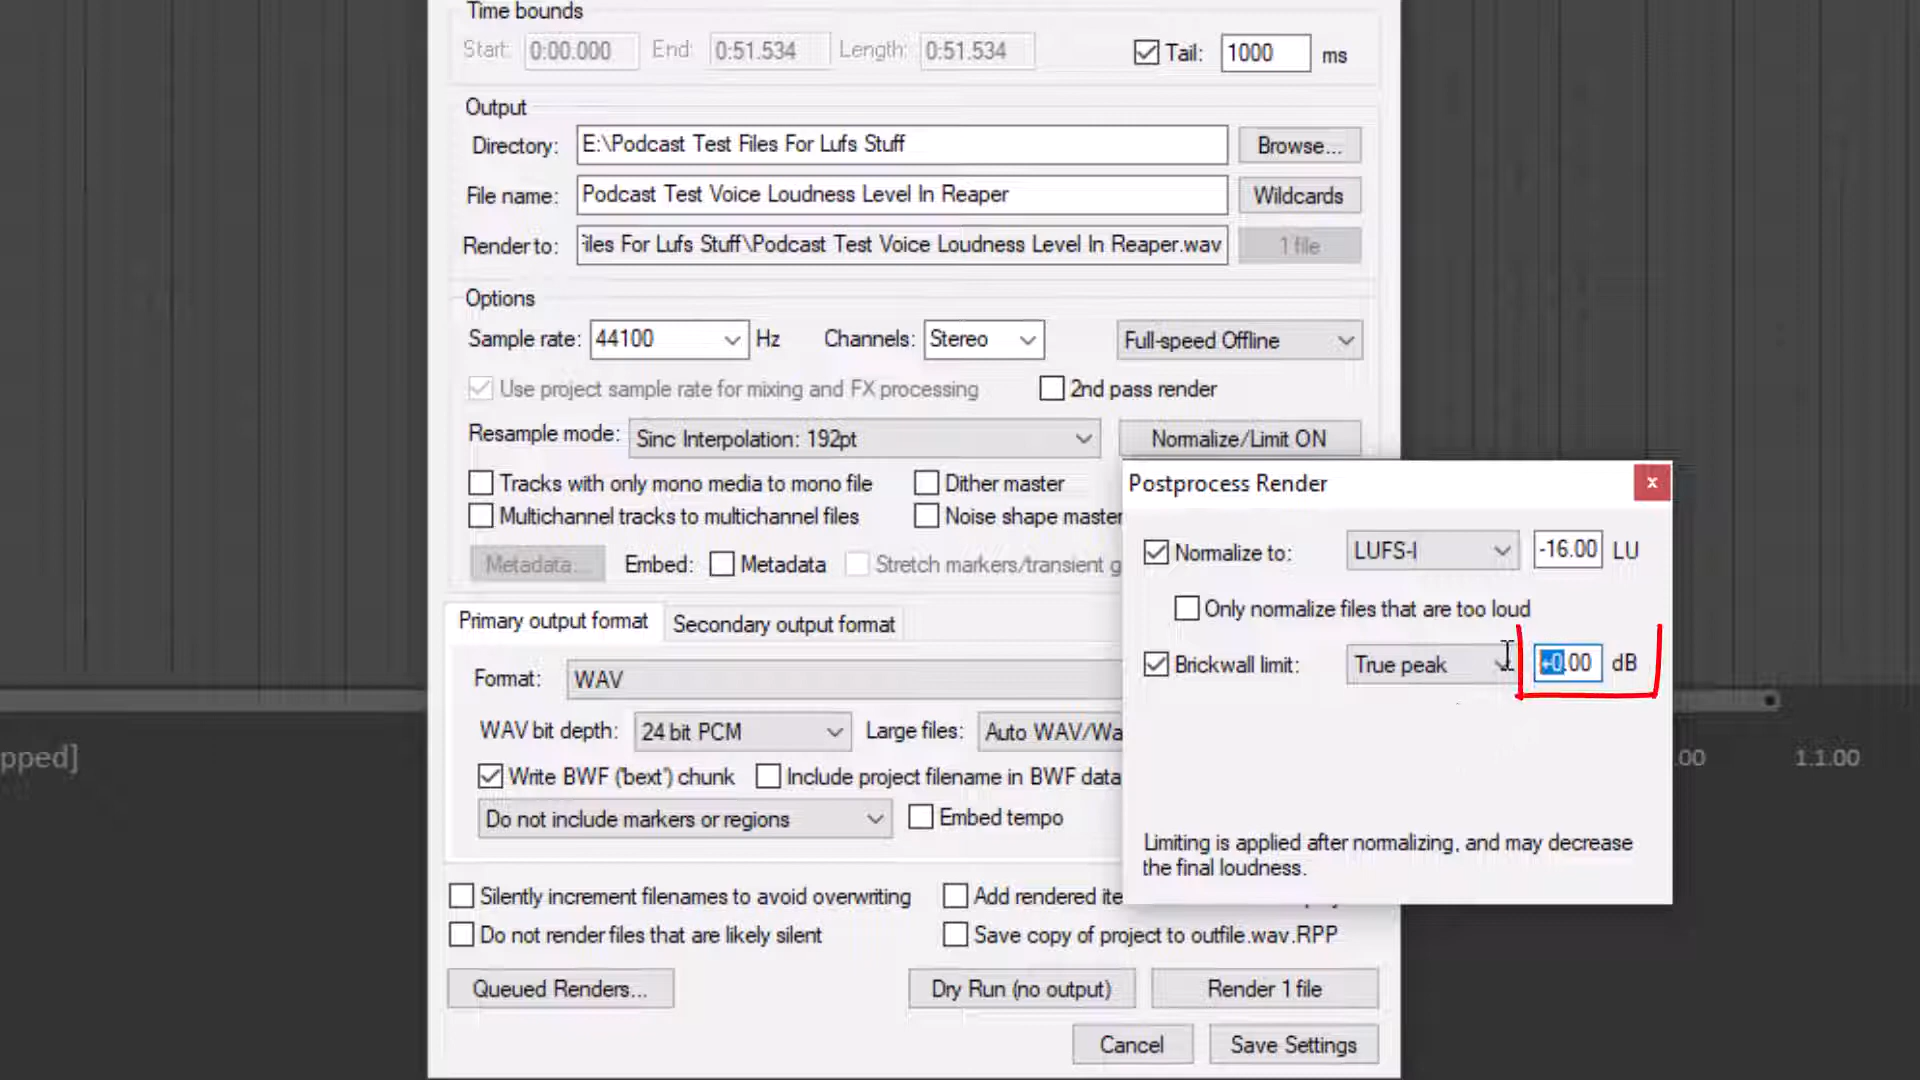 Time bounds
Start: 0:00.000 End: 0:51.534 Length: 0:51.534 Tail: 1000 ms
Output
Directory: E:\Podcast Test Files For Lufs Stuff Browse...
File name: Podcast Test Voice Loudness Level In Reaper Wildcards
Render to: iles For Lufs Stuff\Podcast Test Voice Loudness Level In Reaper.wav 1 file
Options
Sample rate: 44100 Hz Channels: Stereo Full-speed Offline
Use project sample rate for mixing and FX processing 2nd pass render
Resample mode: Sinc Interpolation: 192pt Normalize/Limit ON
Tracks with only mono media to mono file Dither master
Multichannel tracks to multichannel files Noise shape master
Metadata... Embed: Metadata Stretch markers/transient g
Primary output format Secondary output format
Format: WAV
WAV bit depth: 24 bit PCM Large files: Auto WAV/Wa
Write BWF ('bext') chunk Include project filename in BWF data
Do not include markers or regions Embed tempo
Silently increment filenames to avoid overwriting Add rendered ite
Do not render files that are likely silent Save copy of project to outfile.wav.RPP
Queued Renders... Dry Run (no output) Render 1 file
Cancel Save Settings
Postprocess Render x
Normalize to: LUFS-I -16.00 LU
Only normalize files that are too loud
Brickwall limit: True peak +0.00 dB
Limiting is applied after normalizing, and may decrease
the final loudness.
pped]
.00 1.1.00